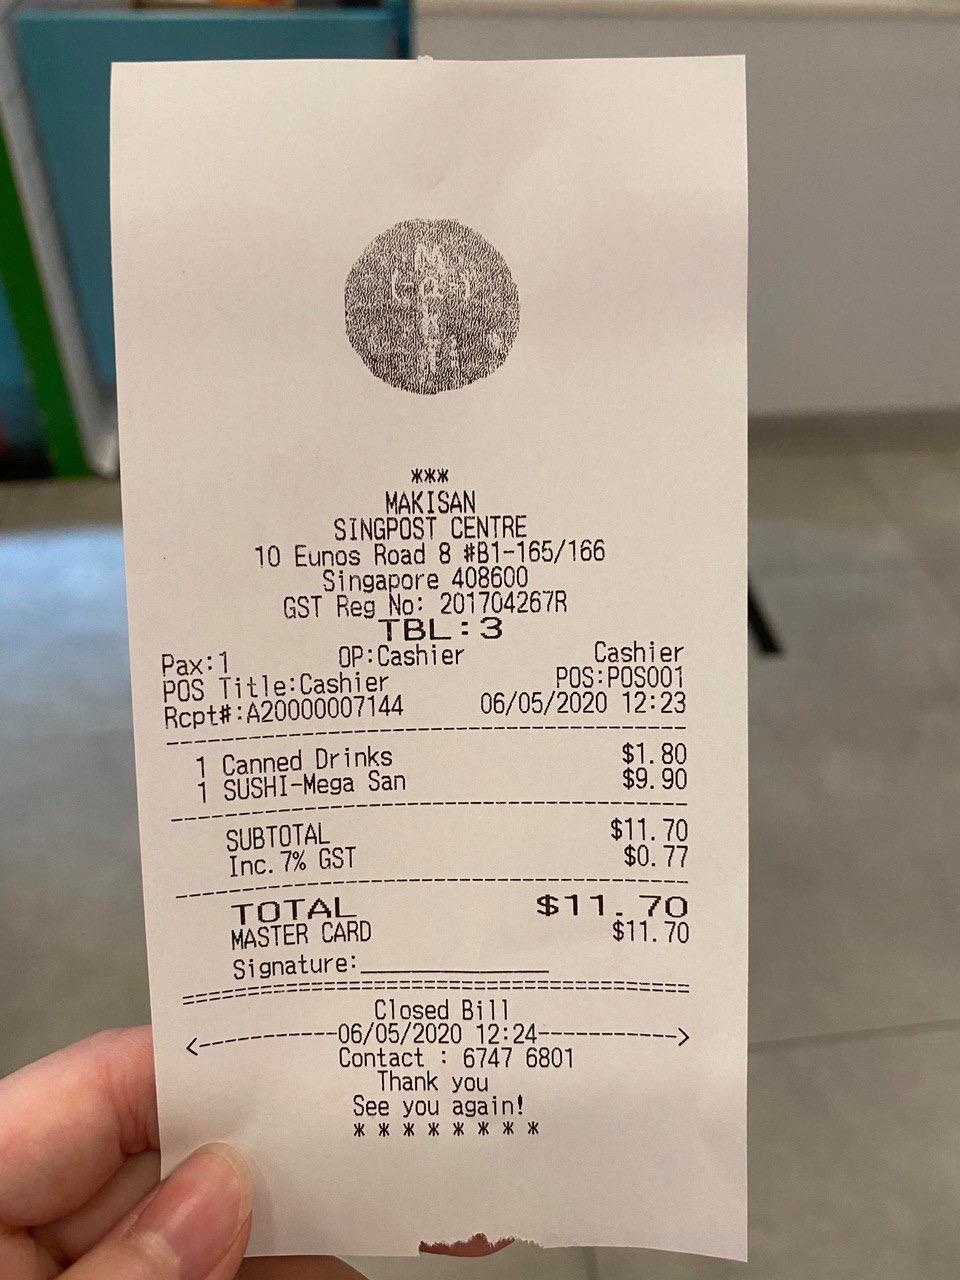 ***
MAKISAN
SINGPOST CENTRE
10 Eunos Road 8 #B1-165/166
Singapore 408600
GST Reg No: 201704267R
TBL:3
Pax:1 OP:Cashier Cashier
POS Title:Cashier POS:POS001
Rcpt#:A20000007144 06/05/2020 12:23
1 Canned Drinks $1.80
1 SUSHI-Mega San $9.90
SUBTOTAL $11.70
Inc.7% GST $0.77
TOTAL $11.70
MASTER CARD $11.70
Signature:
Closed Bill
06/05/2020 12:24
Contact : 6747 6801
Thank you
See you again!
* * * * * * * *